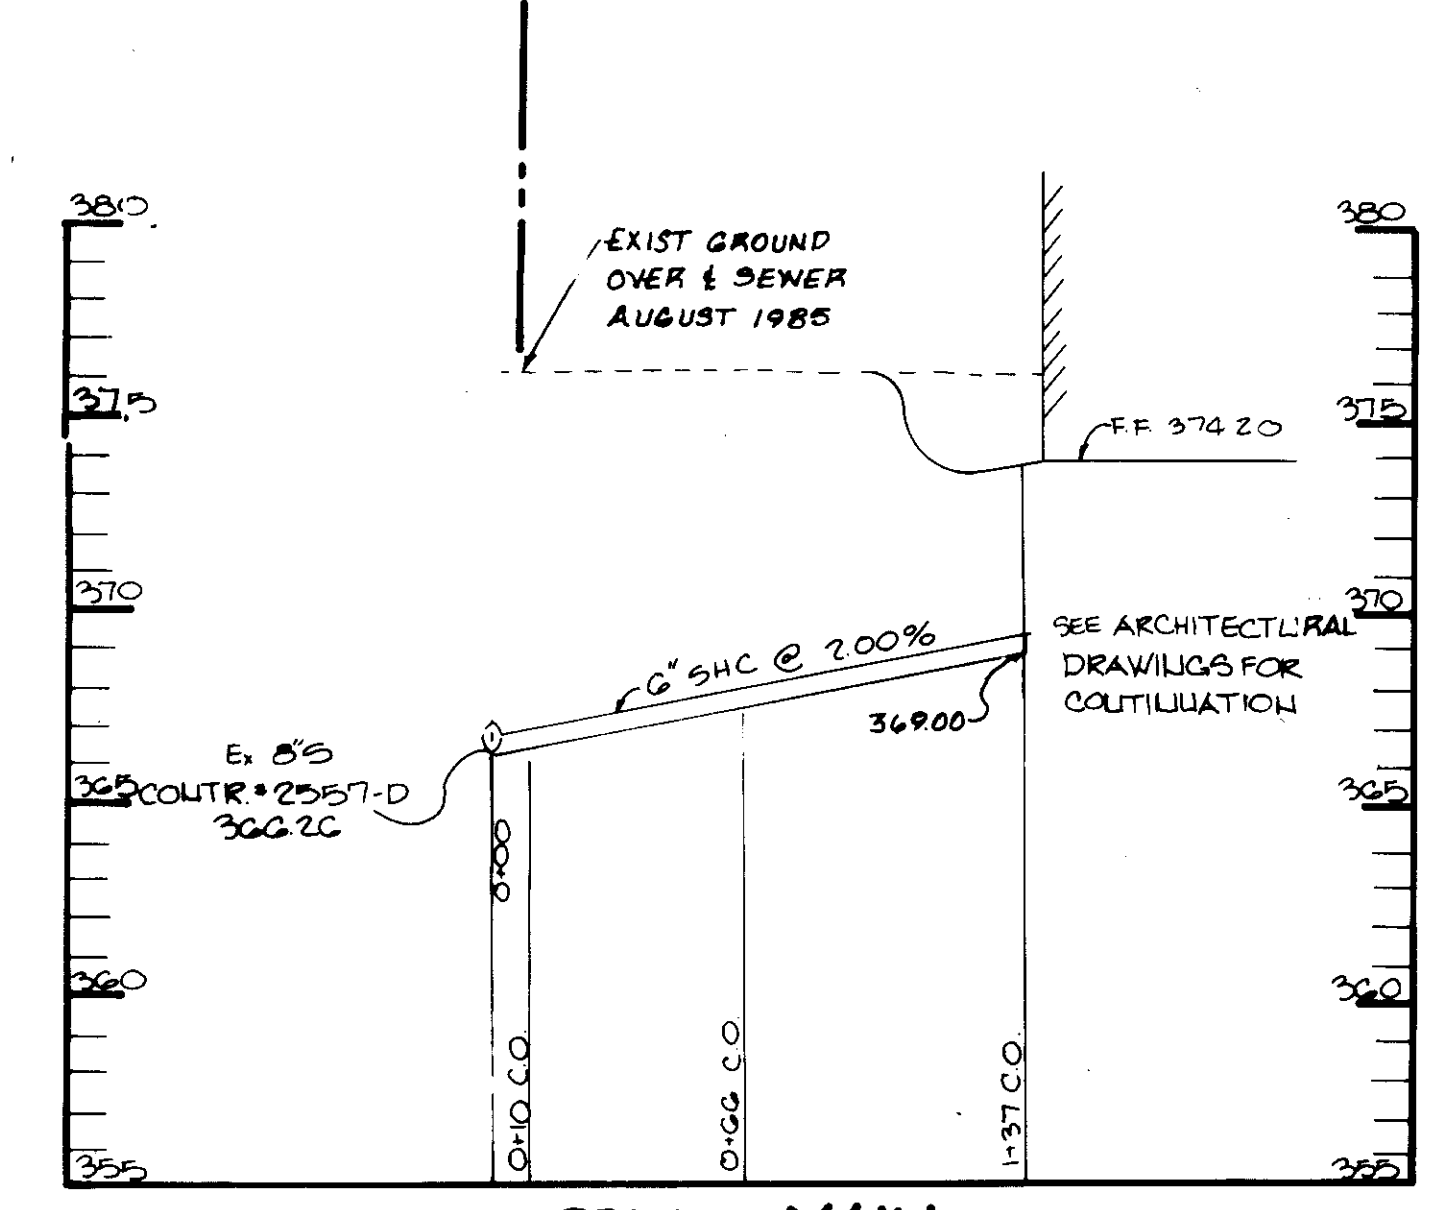 380
380
EXIST GROUND
OVER ℄ SEWER
AUGUST 1985
375
375
F.F. 374.20
370
370
6" SHC @ 2.00%
SEE ARCHITECTURAL
DRAWINGS FOR
CONTINUATION
369.00
Ex 8"S
365
CONTR. # 2557-D
366.26
365
0+00
360
360
0+10 C.O.
0+66 C.O.
1+37 C.O.
355
355